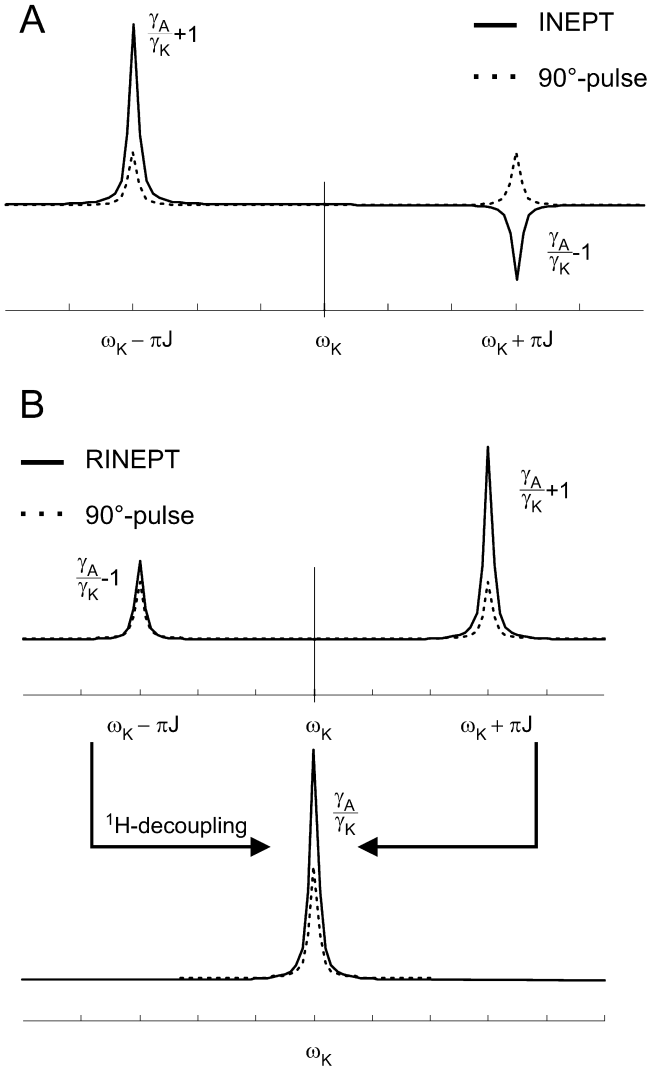 A
γA/γK+1
INEPT
90°-pulse
γA/γK-1
ωK − πJ
ωK
ωK + πJ
B
RINEPT
90°-pulse
γA/γK+1
γA/γK-1
ωK − πJ
ωK
ωK + πJ
γA/γK
¹H-decoupling
ωK